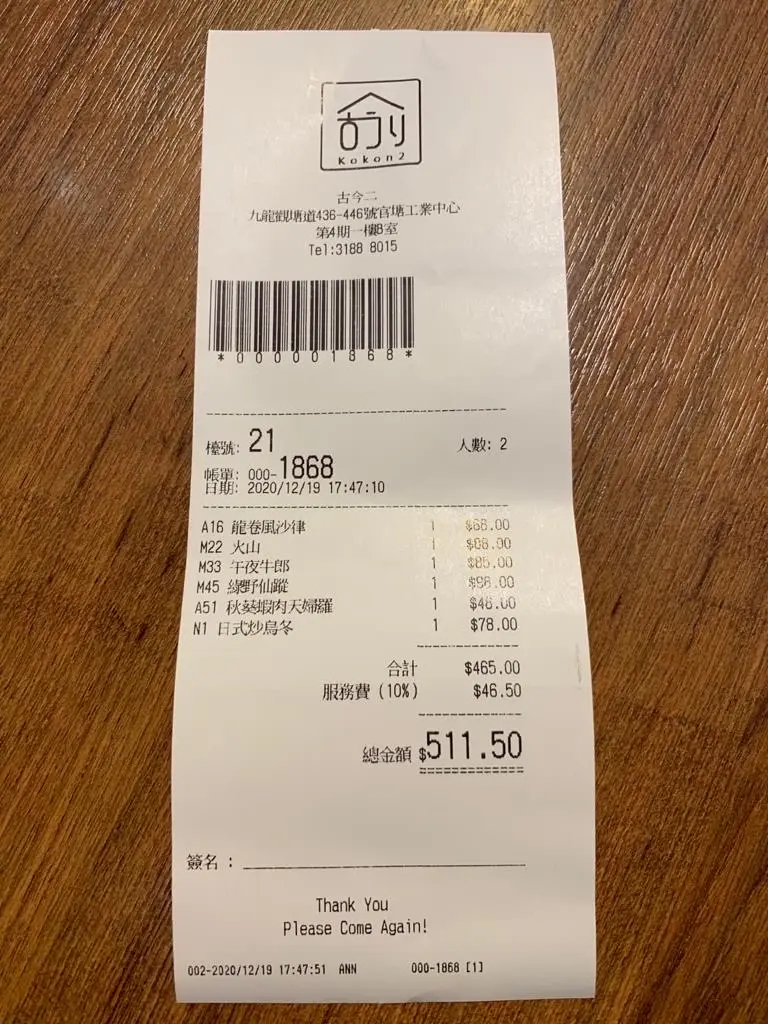 Kokon2
古今二
九龍觀塘道436-446號官塘工業中心
第4期一樓B室
Tel:3188 8015
*000001868*
檯號: 21 人數: 2
帳單: 000-1868
日期: 2020/12/19 17:47:10
A16 龍卷風沙律 1 $68.00
M22 火山 1 $88.00
M33 午夜牛郎 1 $85.00
M45 綠野仙蹤 1 $98.00
A51 秋葵蝦肉天婦羅 1 $48.00
N1 日式炒烏冬 1 $78.00
合計 $465.00
服務費 (10%) $46.50
總金額 $511.50
簽名 :
Thank You
Please Come Again!
002-2020/12/19 17:47:51 ANN 000-1868 [1]